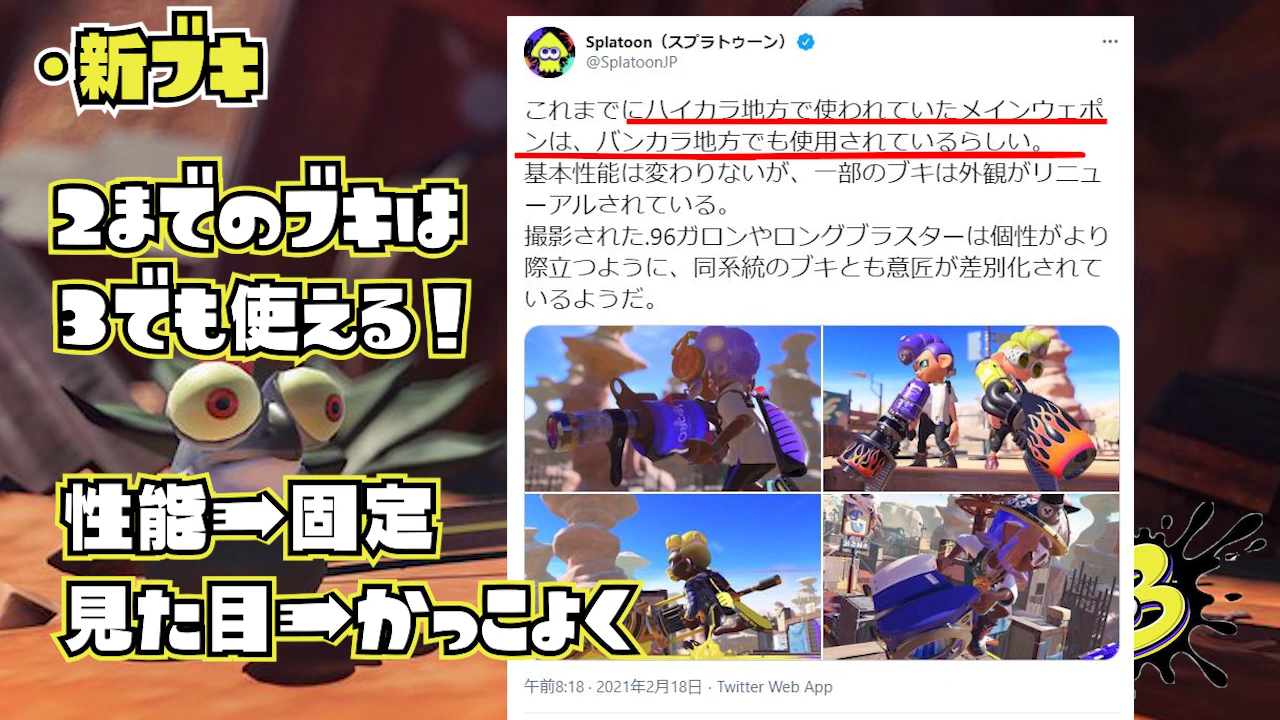 ・新ブキ
2までのブキは
3でも使える！
性能→固定
見た目→かっこよく
Splatoon（スプラトゥーン）
@SplatoonJP
これまでにハイカラ地方で使われていたメインウェポ
ンは、バンカラ地方でも使用されているらしい。
基本性能は変わりないが、一部のブキは外観がリニュ
ーアルされている。
撮影された.96ガロンやロングブラスターは個性がより
際立つように、同系統のブキとも意匠が差別化されて
いるようだ。
午前8:18 · 2021年2月18日 · Twitter Web App
3